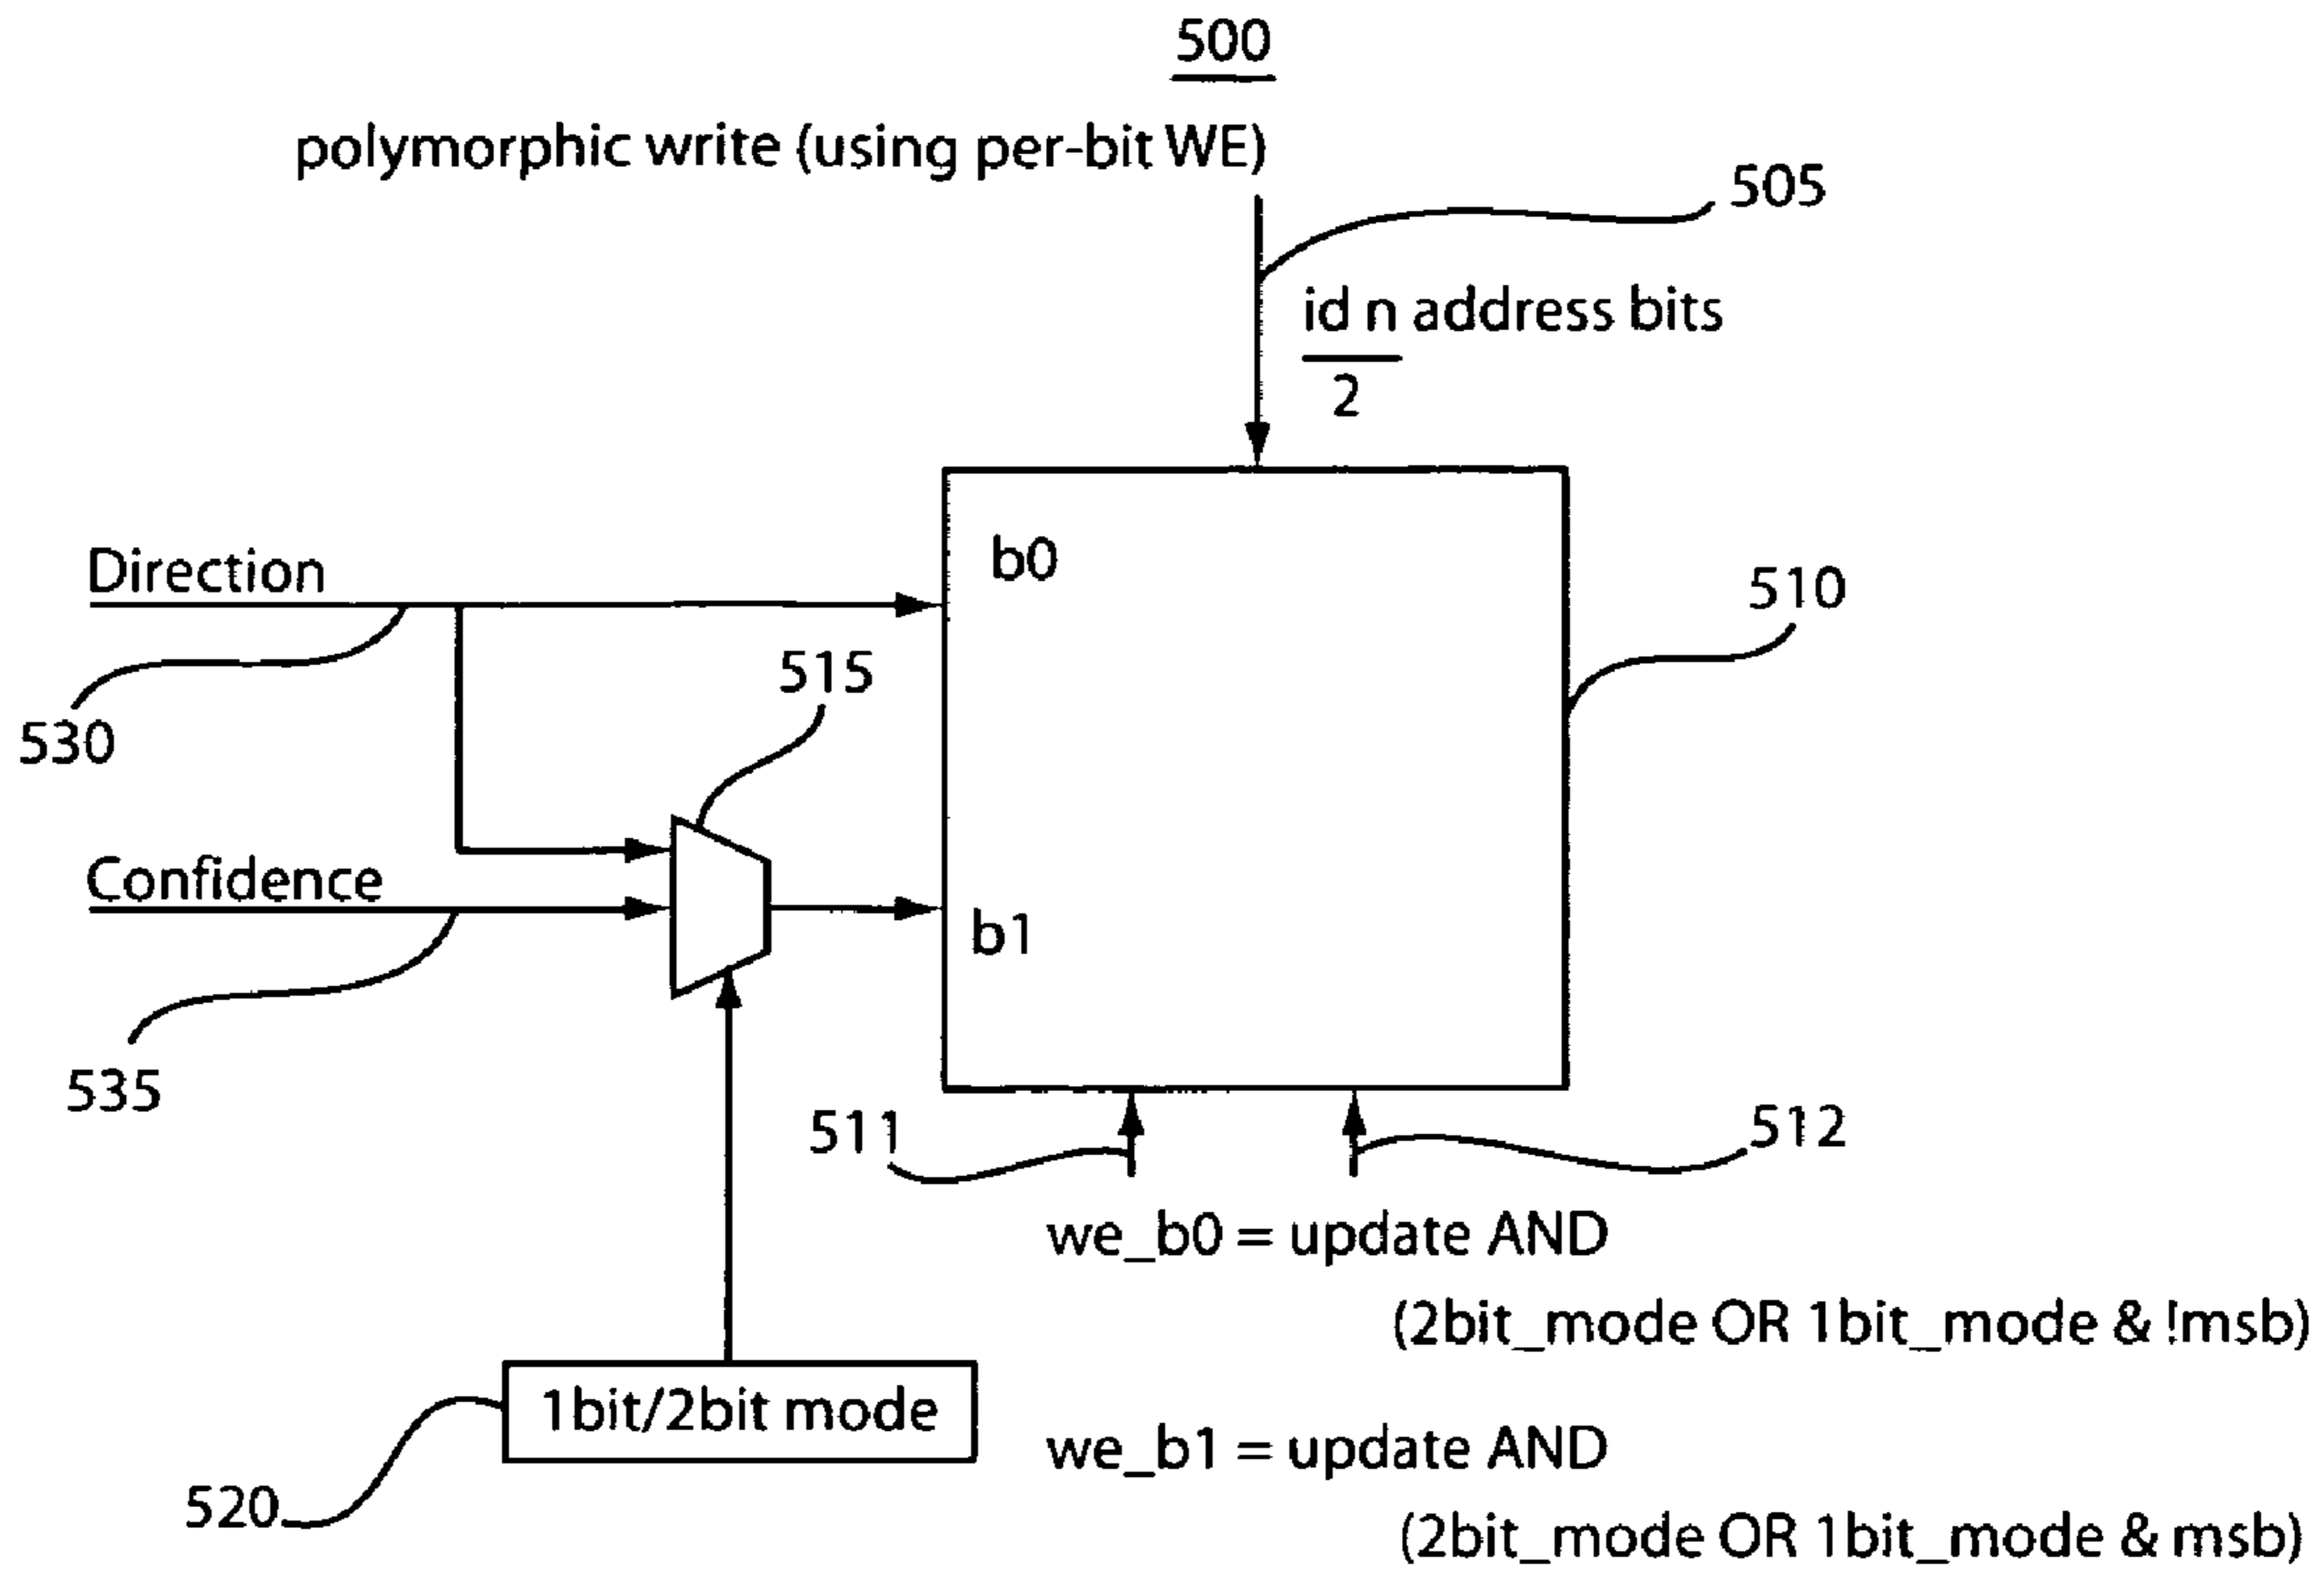 500
polymorphic write (using per-bit WE)
505
id n address bits
2
b0
Direction
510
515
530
Confidence
b1
535
511
512
we_b0 = update AND
(2bit_mode OR 1bit_mode & !msb)
1bit/2bit mode
we_b1 = update AND
520
(2bit_mode OR 1bit_mode & msb)